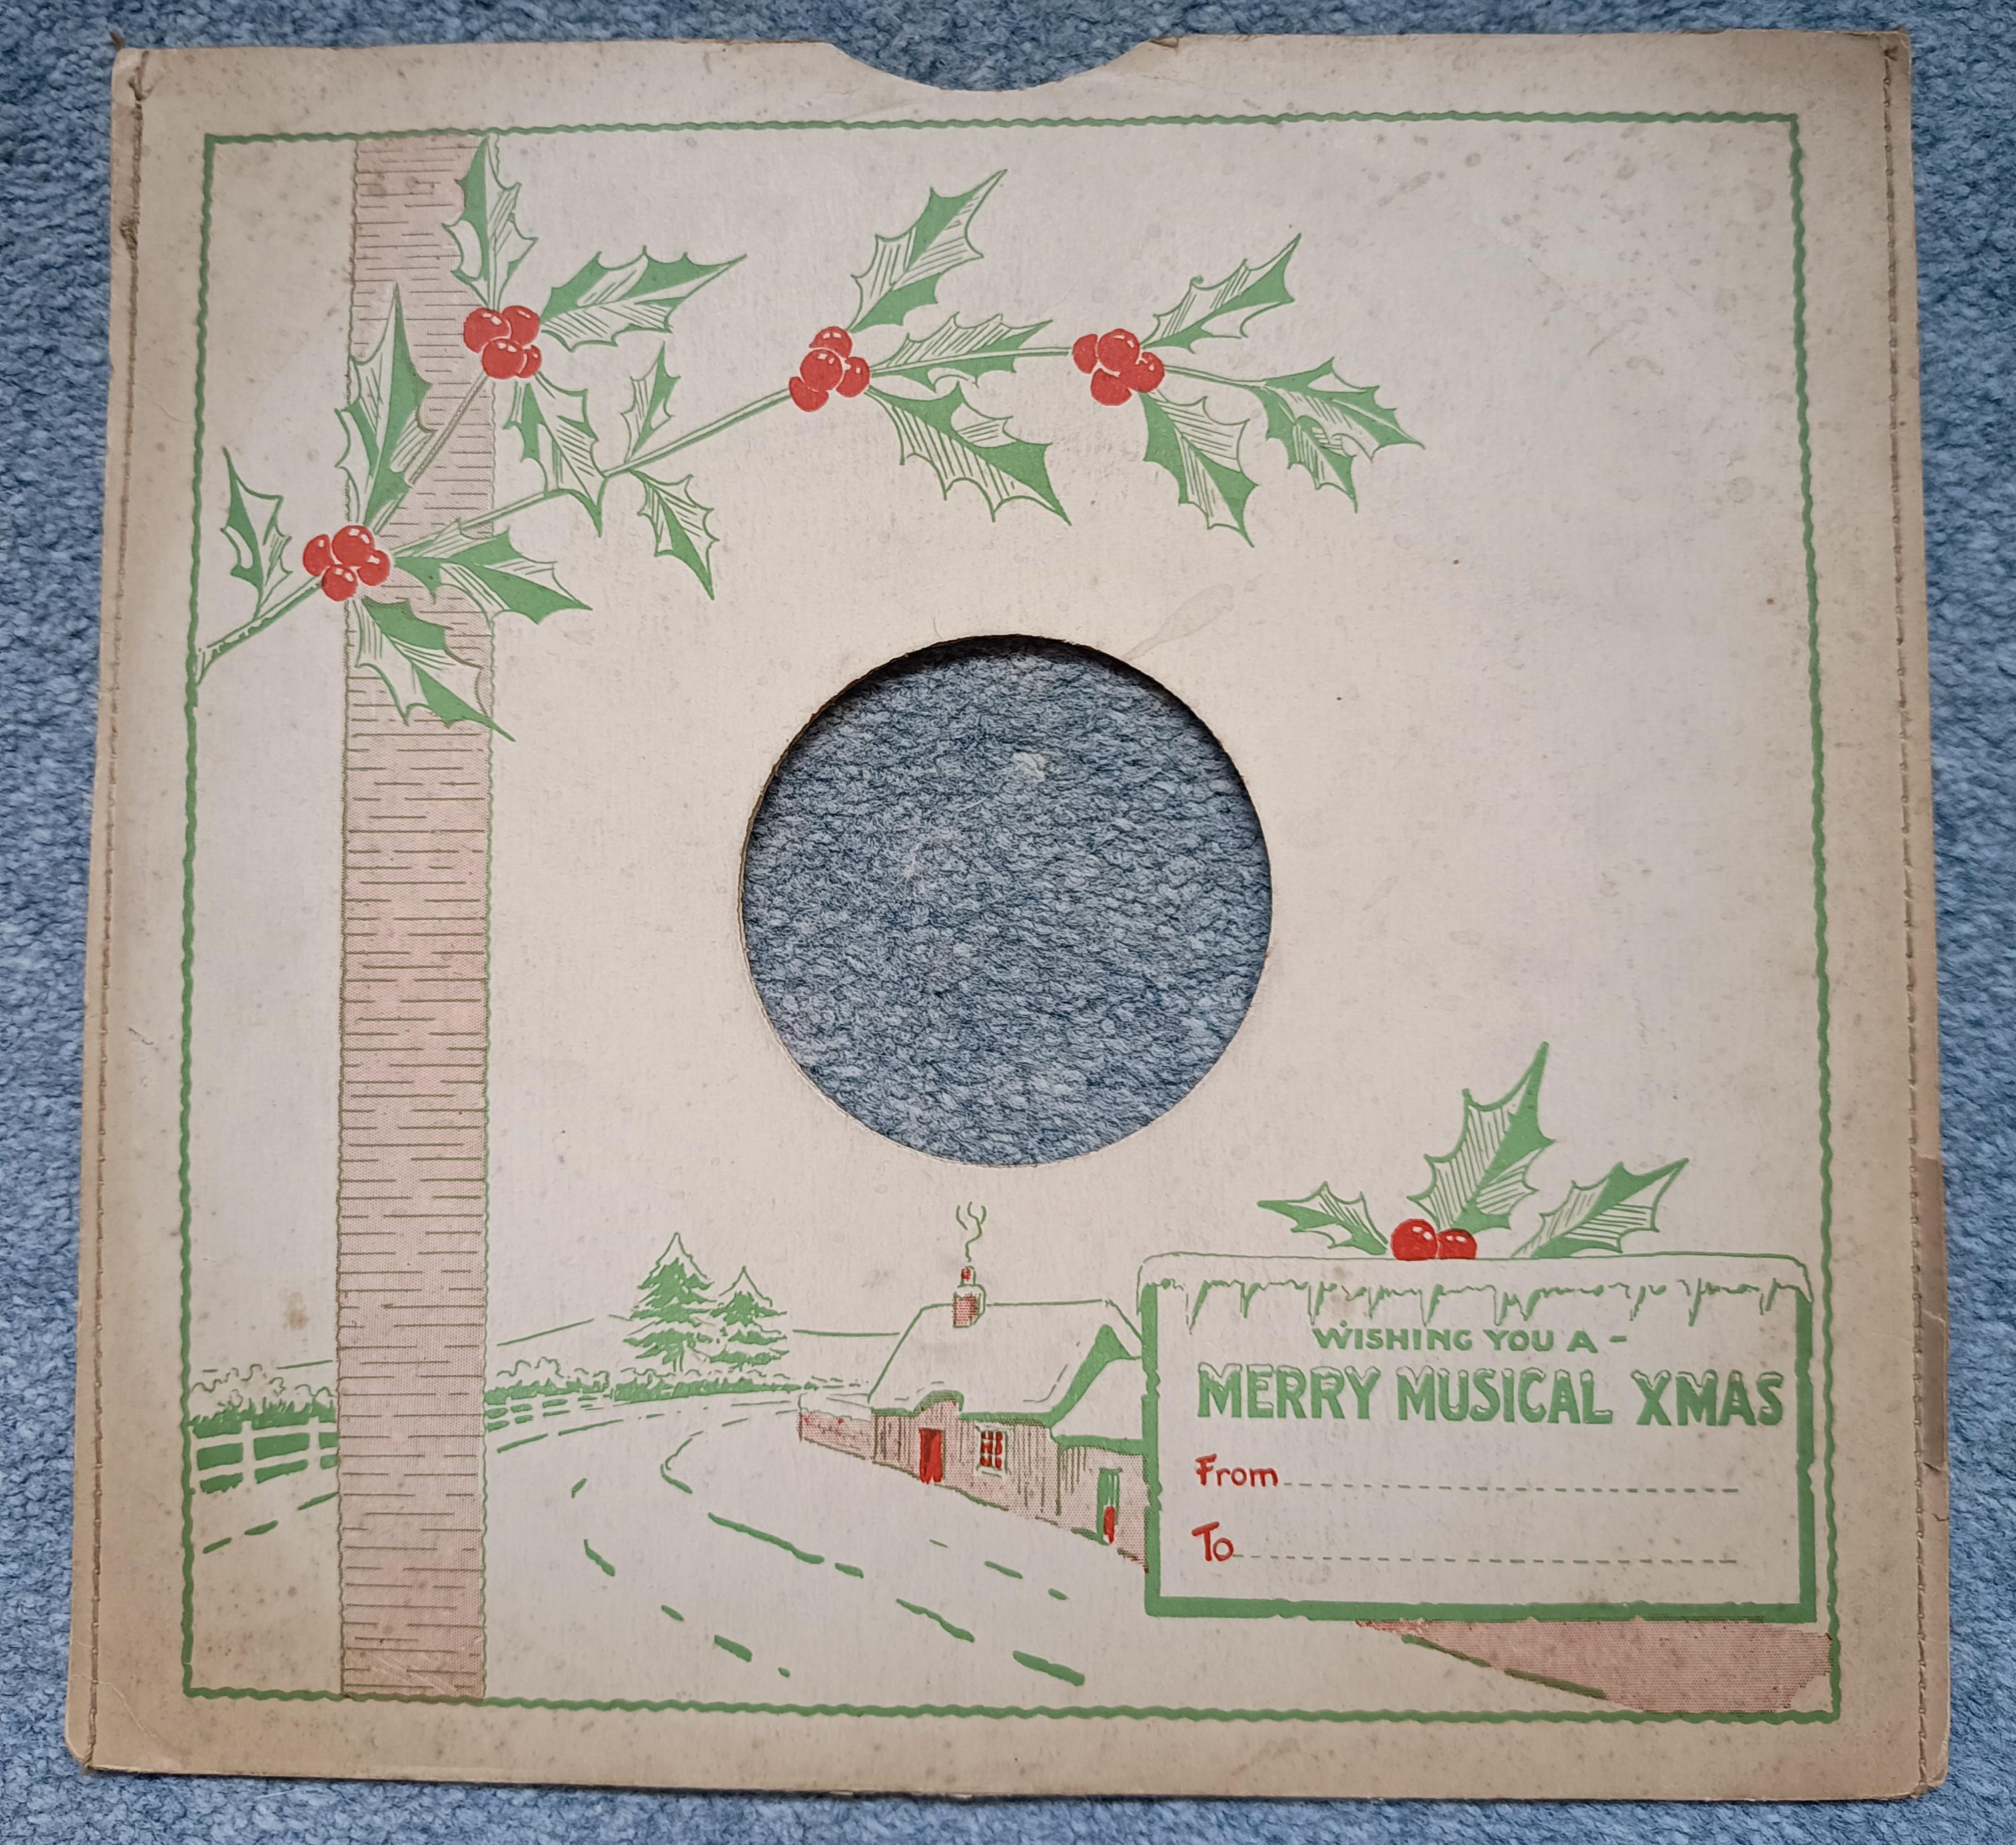 WISHING YOU A -
MERRY MUSICAL XMAS
From
To